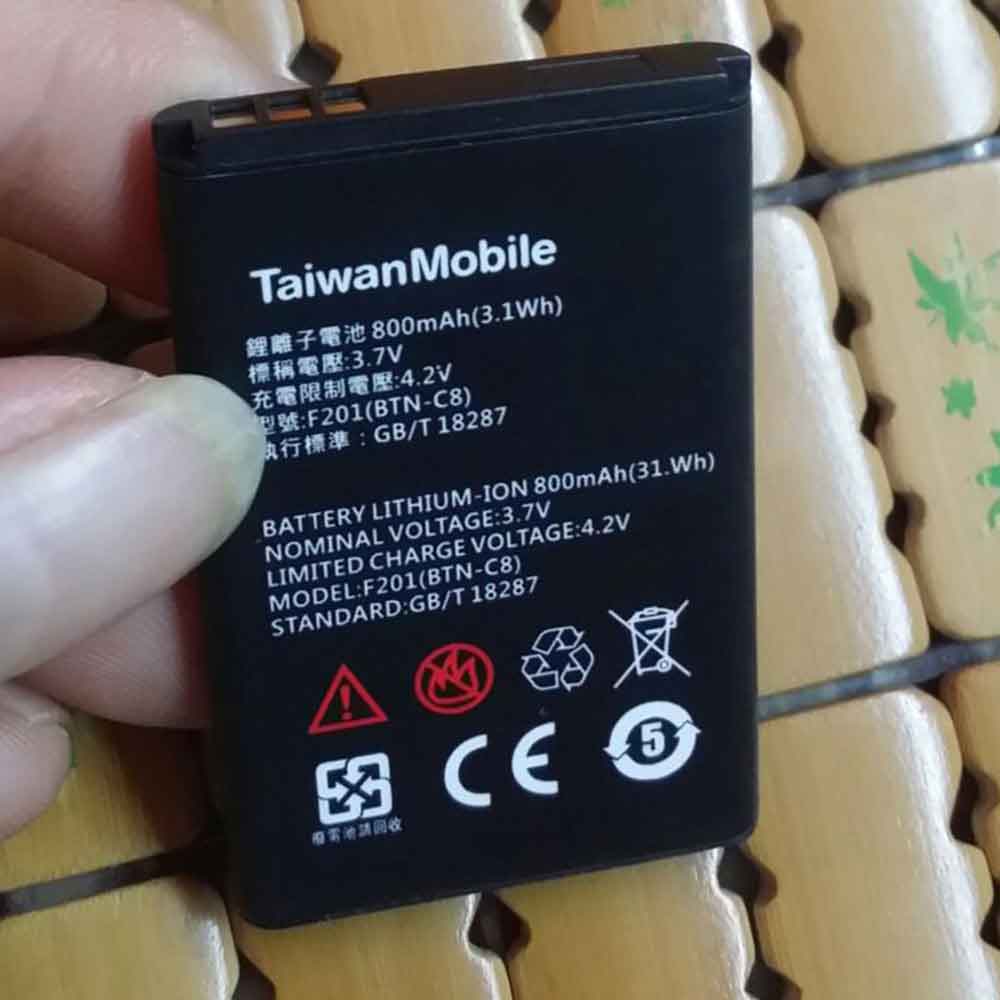 TaiwanMobile
鋰離子電池 800mAh(3.1Wh)
標稱電壓:3.7V
充電限制電壓:4.2V
型號:F201(BTN-C8)
執行標準：GB/T 18287
BATTERY LITHIUM-ION 800mAh(31.Wh)
NOMINAL VOLTAGE:3.7V
LIMITED CHARGE VOLTAGE:4.2V
MODEL:F201(BTN-C8)
STANDARD:GB/T 18287
CE
5
廢電池請回收